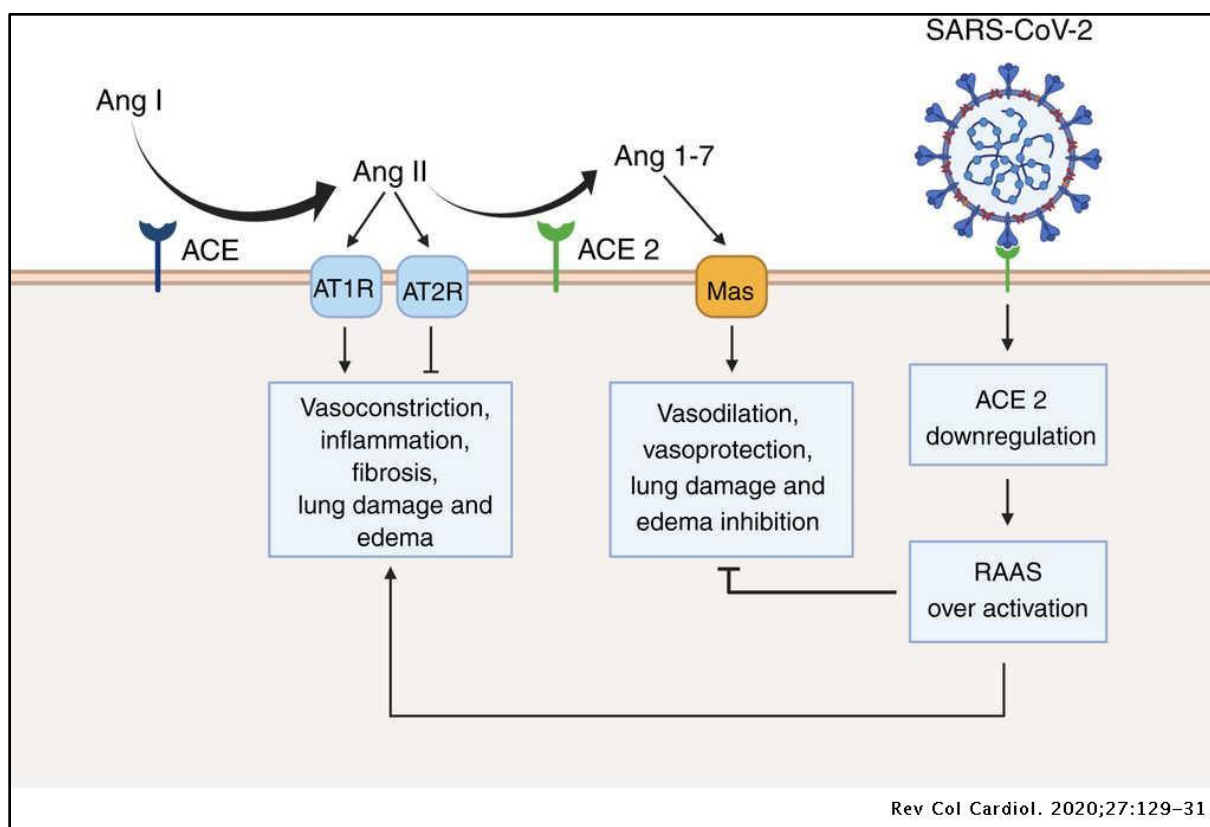 SARS-CoV-2
Ang I
Ang II
Ang 1-7
ACE
ACE 2
AT1R
AT2R
Mas
Vasoconstriction,
inflammation,
fibrosis,
lung damage and
edema
Vasodilation,
vasoprotection,
lung damage and
edema inhibition
ACE 2
downregulation
RAAS
over activation
Rev Col Cardiol. 2020;27:129–31